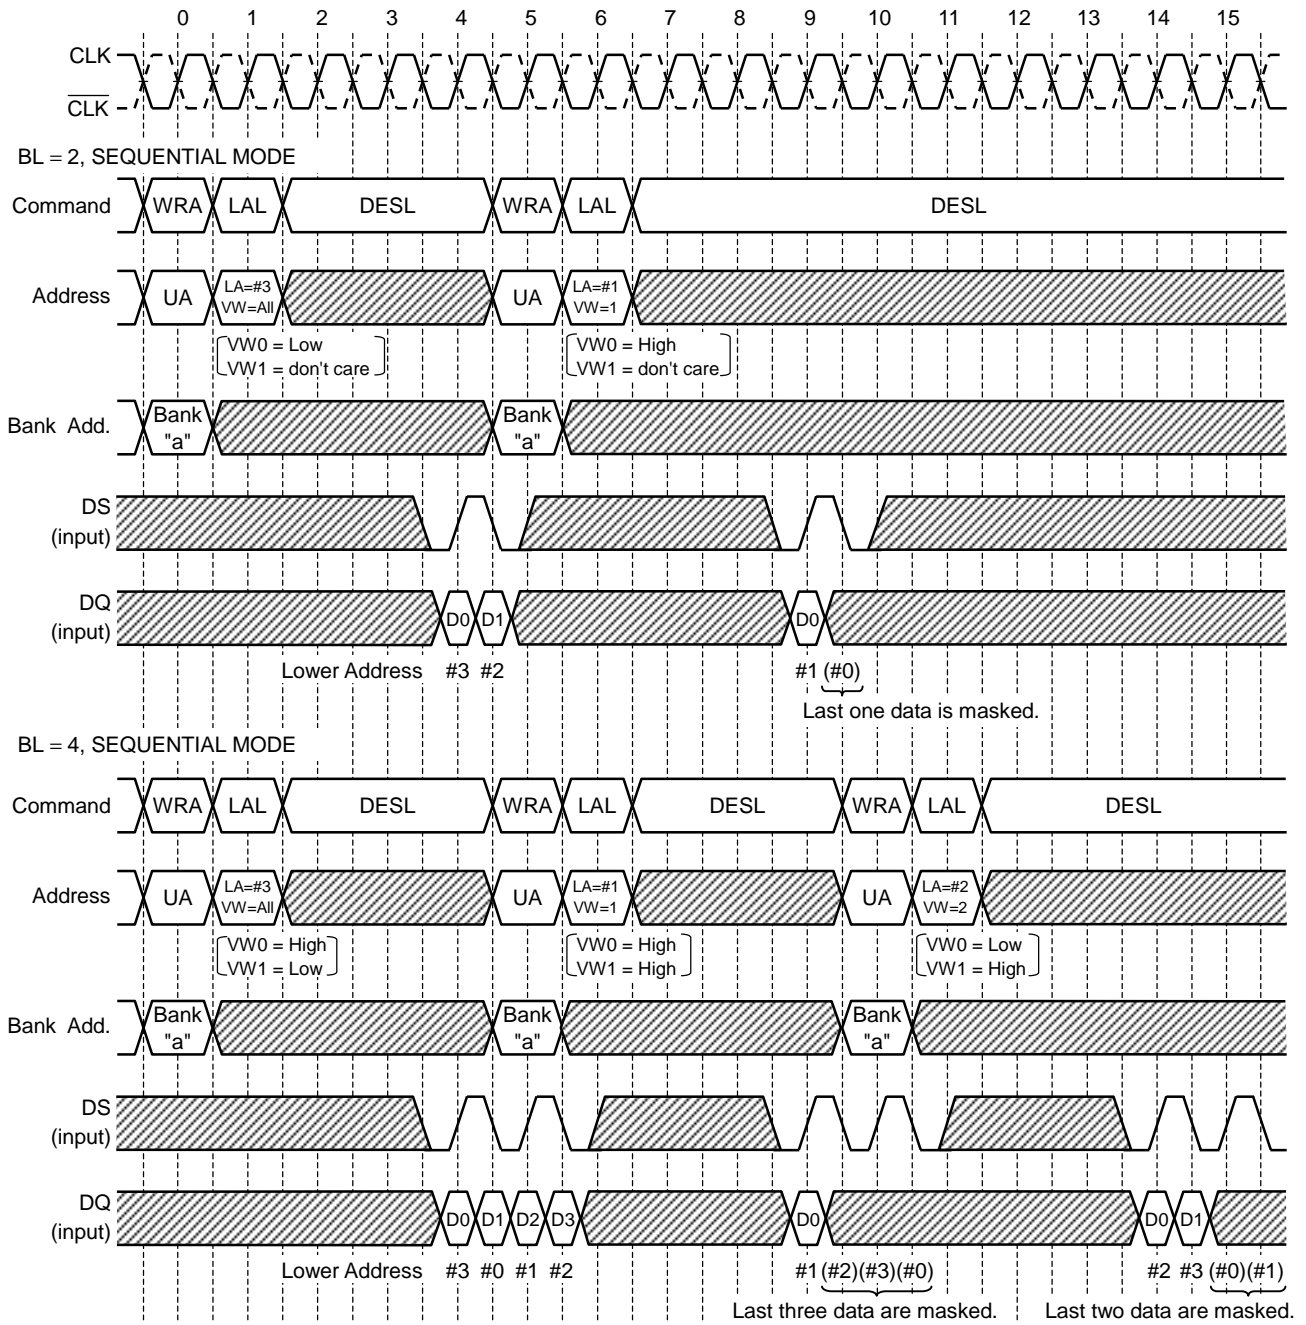 0 1 2 3 4 5 6 7 8 9 10 11 12 13 14 15
CLK
CLK
BL = 2, SEQUENTIAL MODE
Command WRA LAL DESL WRA LAL DESL
Address UA LA=#3 UA LA=#1
VW=All VW=1
VW0 = Low VW0 = High
VW1 = don't care VW1 = don't care
Bank Add. Bank Bank
"a" "a"
DS
(input)
DQ D0 D1 D0
(input)
Lower Address #3 #2 #1 (#0)
Last one data is masked.
BL = 4, SEQUENTIAL MODE
Command WRA LAL DESL WRA LAL DESL WRA LAL DESL
Address UA LA=#3 UA LA=#1 UA LA=#2
VW=All VW=1 VW=2
VW0 = High VW0 = High VW0 = Low
VW1 = Low VW1 = High VW1 = High
Bank Add. Bank Bank Bank
"a" "a" "a"
DS
(input)
DQ D0 D1 D2 D3 D0 D0 D1
(input)
Lower Address #3 #0 #1 #2 #1 (#2)(#3)(#0) #2 #3 (#0)(#1)
Last three data are masked. Last two data are masked.